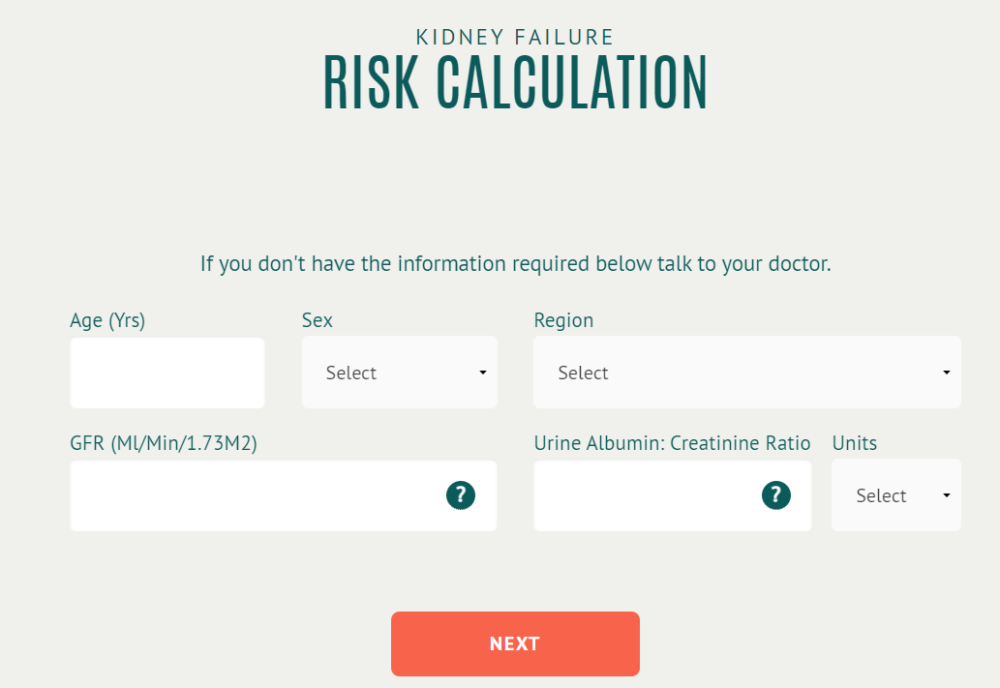 KIDNEY FAILURE
RISK CALCULATION
If you don't have the information required below talk to your doctor.
Age (Yrs) Sex Region
Select Select
GFR (Ml/Min/1.73M2) Urine Albumin: Creatinine Ratio Units
? ? Select
NEXT